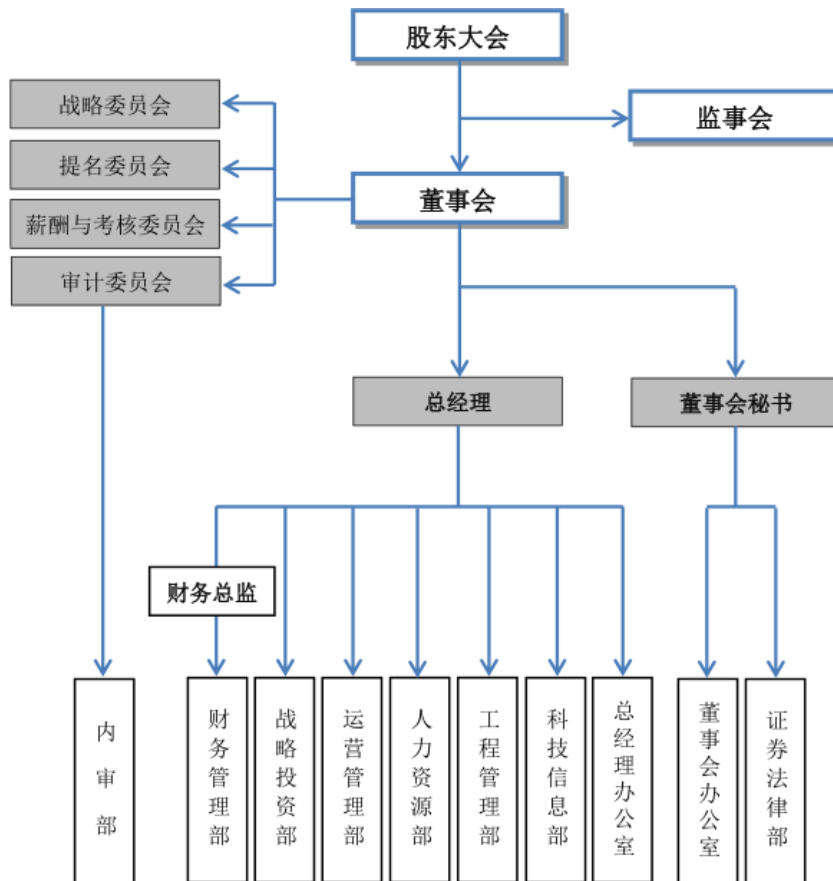 股东大会
战略委员会
监事会
提名委员会
董事会
薪酬与考核委员会
审计委员会
总经理
董事会秘书
财务总监
内审部
财务管理部
战略投资部
运营管理部
人力资源部
工程管理部
科技信息部
总经理办公室
董事会办公室
证券法律部